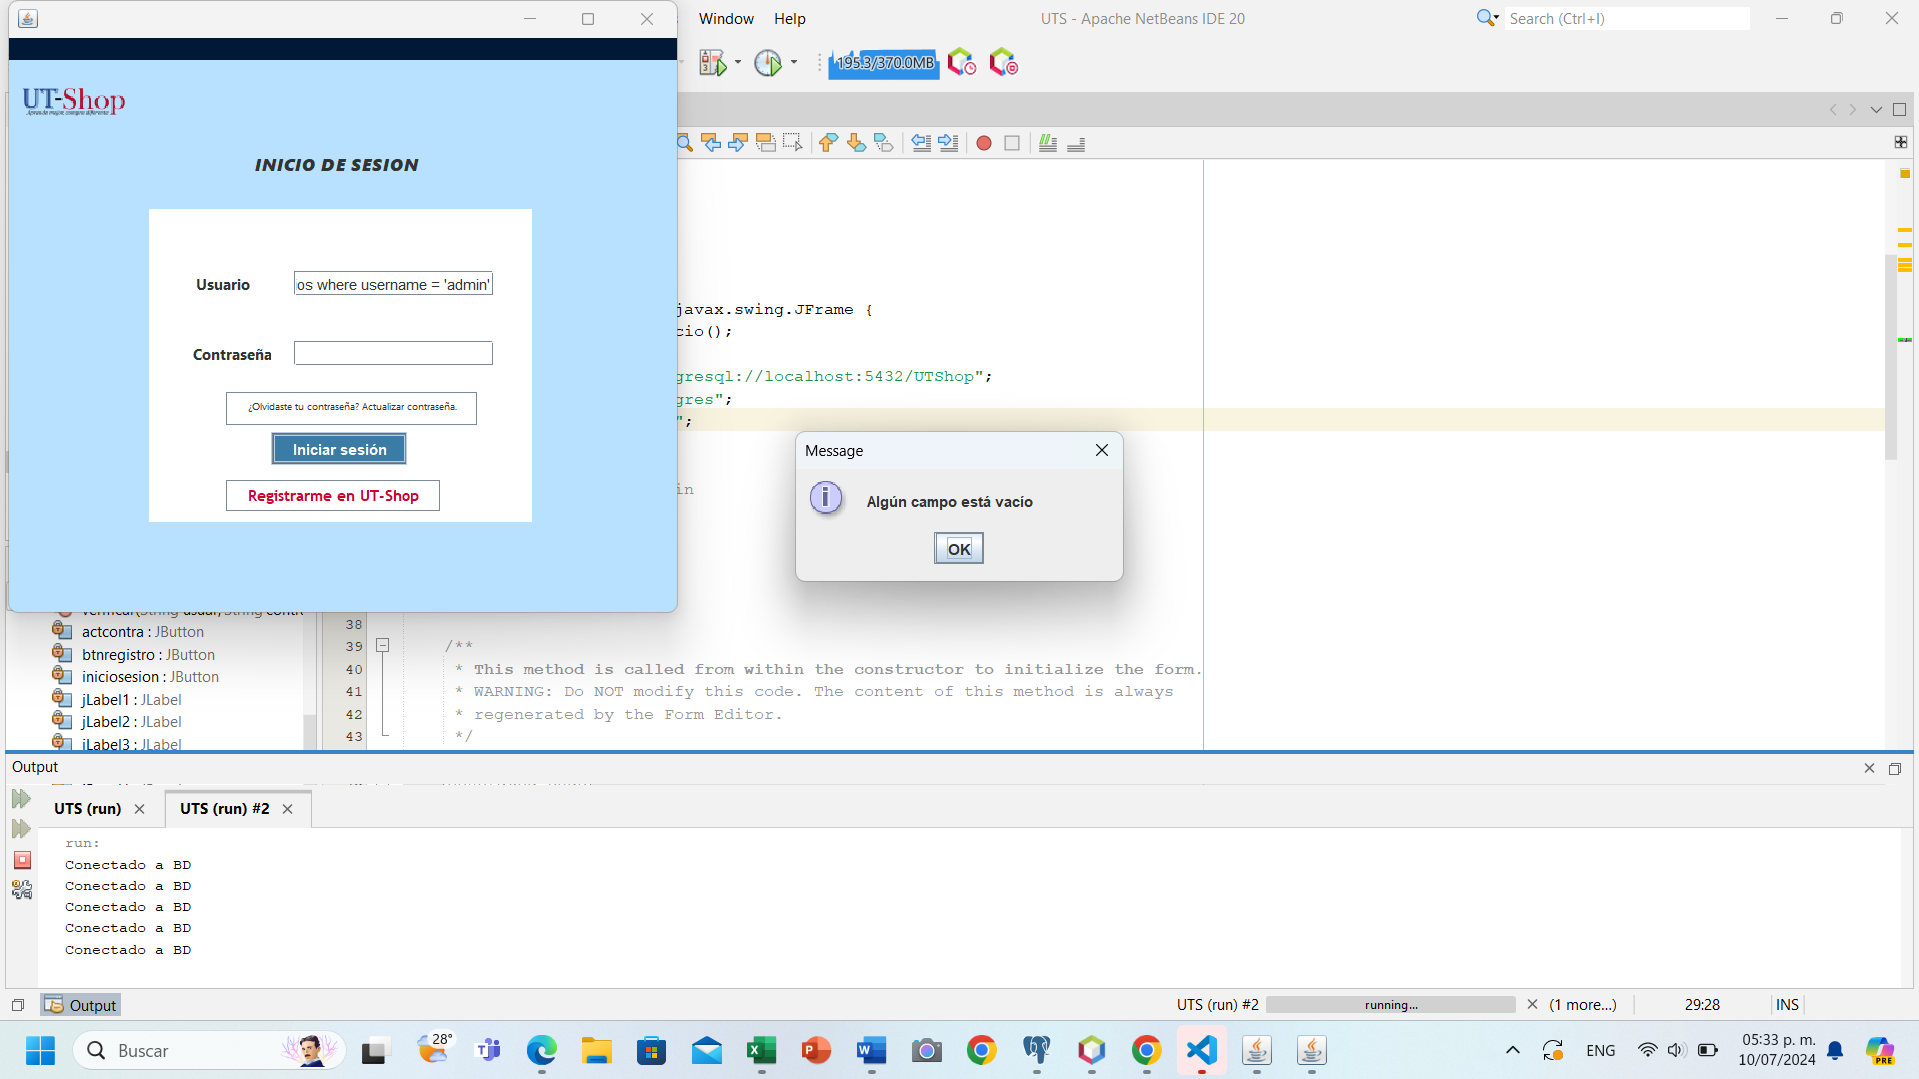 Window Help
UTS - Apache NetBeans IDE 20
Search (Ctrl+I)
195.3/370.0MB
UT-Shop
INICIO DE SESION
Usuario
os where username = 'admin'
Contraseña
¿Olvidaste tu contraseña? Actualizar contraseña.
Iniciar sesión
Registrarme en UT-Shop
javax.swing.JFrame {
cio();
gresql://localhost:5432/UTShop";
gres";
";
in
Message
Algún campo está vacío
OK
actcontra : JButton
btnregistro : JButton
iniciosesion : JButton
jLabel1 : JLabel
jLabel2 : JLabel
jLabel3 : JLabel
38
39 /**
40 * This method is called from within the constructor to initialize the form.
41 * WARNING: Do NOT modify this code. The content of this method is always
42 * regenerated by the Form Editor.
43 */
Output
UTS (run)
UTS (run) #2
run:
Conectado a BD
Conectado a BD
Conectado a BD
Conectado a BD
Conectado a BD
Output
UTS (run) #2
running...
(1 more...)
29:28
INS
Buscar
28°
ENG
05:33 p. m.
10/07/2024
PRE